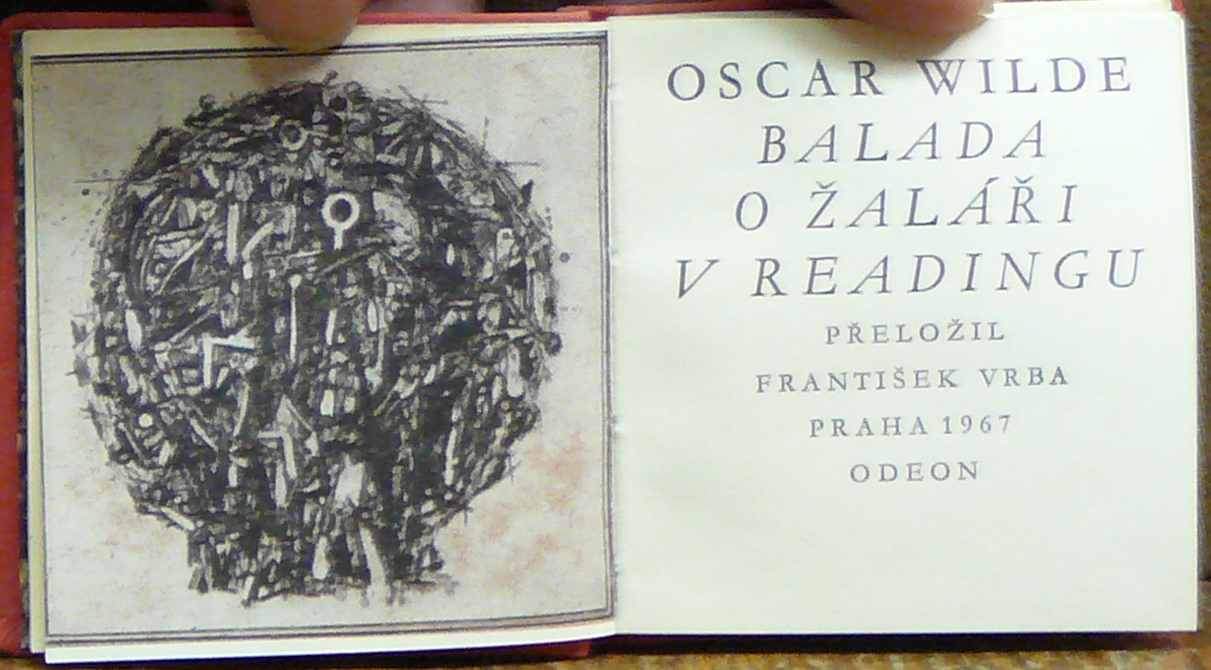 OSCAR WILDE
BALADA
O ŽALÁŘI
V READINGU
PŘELOŽIL
FRANTIŠEK VRBA
PRAHA 1967
ODEON